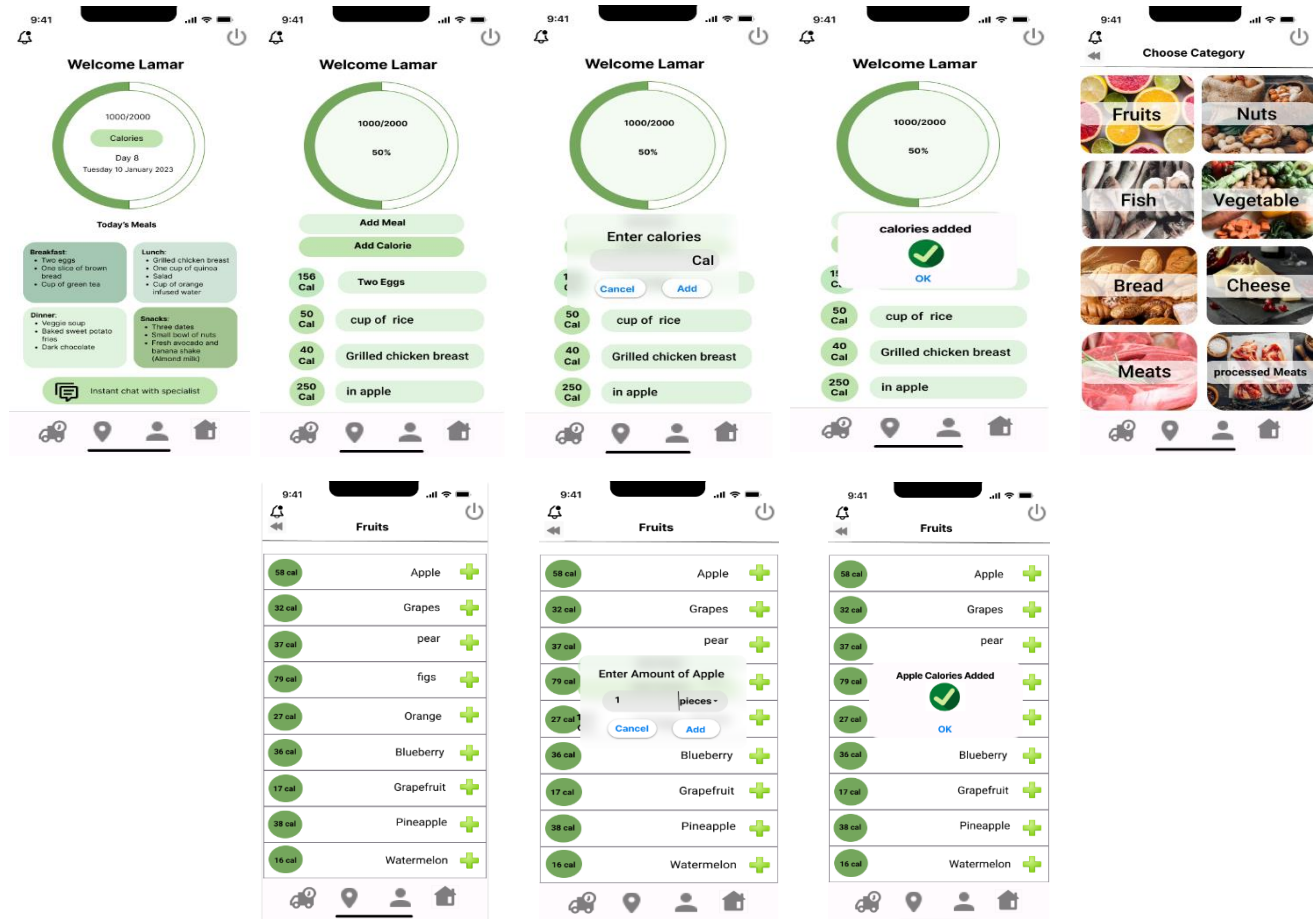 9:41
Welcome Lamar
1000/2000
Calories
Day 8
Tuesday 10 January 2023
Today's Meals
Breakfast:
• Two eggs
• One slice of brown
bread
• Cup of green tea
Lunch:
• Grilled chicken breast
• One cup of quinoa
• Salad
• Cup of orange
infused water
Dinner:
• Veggie soup
• Baked sweet potato
fries
• Dark chocolate
Snacks:
• Three dates
• Small bowl of nuts
• Fresh avocado and
banana shake
(Almond milk)
Instant chat with specialist
9:41
Welcome Lamar
1000/2000
50%
Add Meal
Add Calorie
156
Cal
Two Eggs
50
Cal
cup of rice
40
Cal
Grilled chicken breast
250
Cal
in apple
9:41
Welcome Lamar
1000/2000
50%
Enter calories
Cal
Cancel
Add
50
Cal
cup of rice
40
Cal
Grilled chicken breast
250
Cal
in apple
9:41
Welcome Lamar
1000/2000
50%
calories added
OK
50
Cal
cup of rice
40
Cal
Grilled chicken breast
250
Cal
in apple
9:41
Choose Category
Fruits
Nuts
Fish
Vegetable
Bread
Cheese
Meats
processed Meats
9:41
Fruits
58 cal
Apple
32 cal
Grapes
37 cal
pear
79 cal
figs
27 cal
Orange
36 cal
Blueberry
17 cal
Grapefruit
38 cal
Pineapple
16 cal
Watermelon
9:41
Fruits
58 cal
Apple
32 cal
Grapes
37 cal
pear
79 cal
Enter Amount of Apple
1
pieces
27 cal
Cancel
Add
36 cal
Blueberry
17 cal
Grapefruit
38 cal
Pineapple
16 cal
Watermelon
9:41
Fruits
58 cal
Apple
32 cal
Grapes
37 cal
pear
79 cal
Apple Calories Added
27 cal
OK
36 cal
Blueberry
17 cal
Grapefruit
38 cal
Pineapple
16 cal
Watermelon